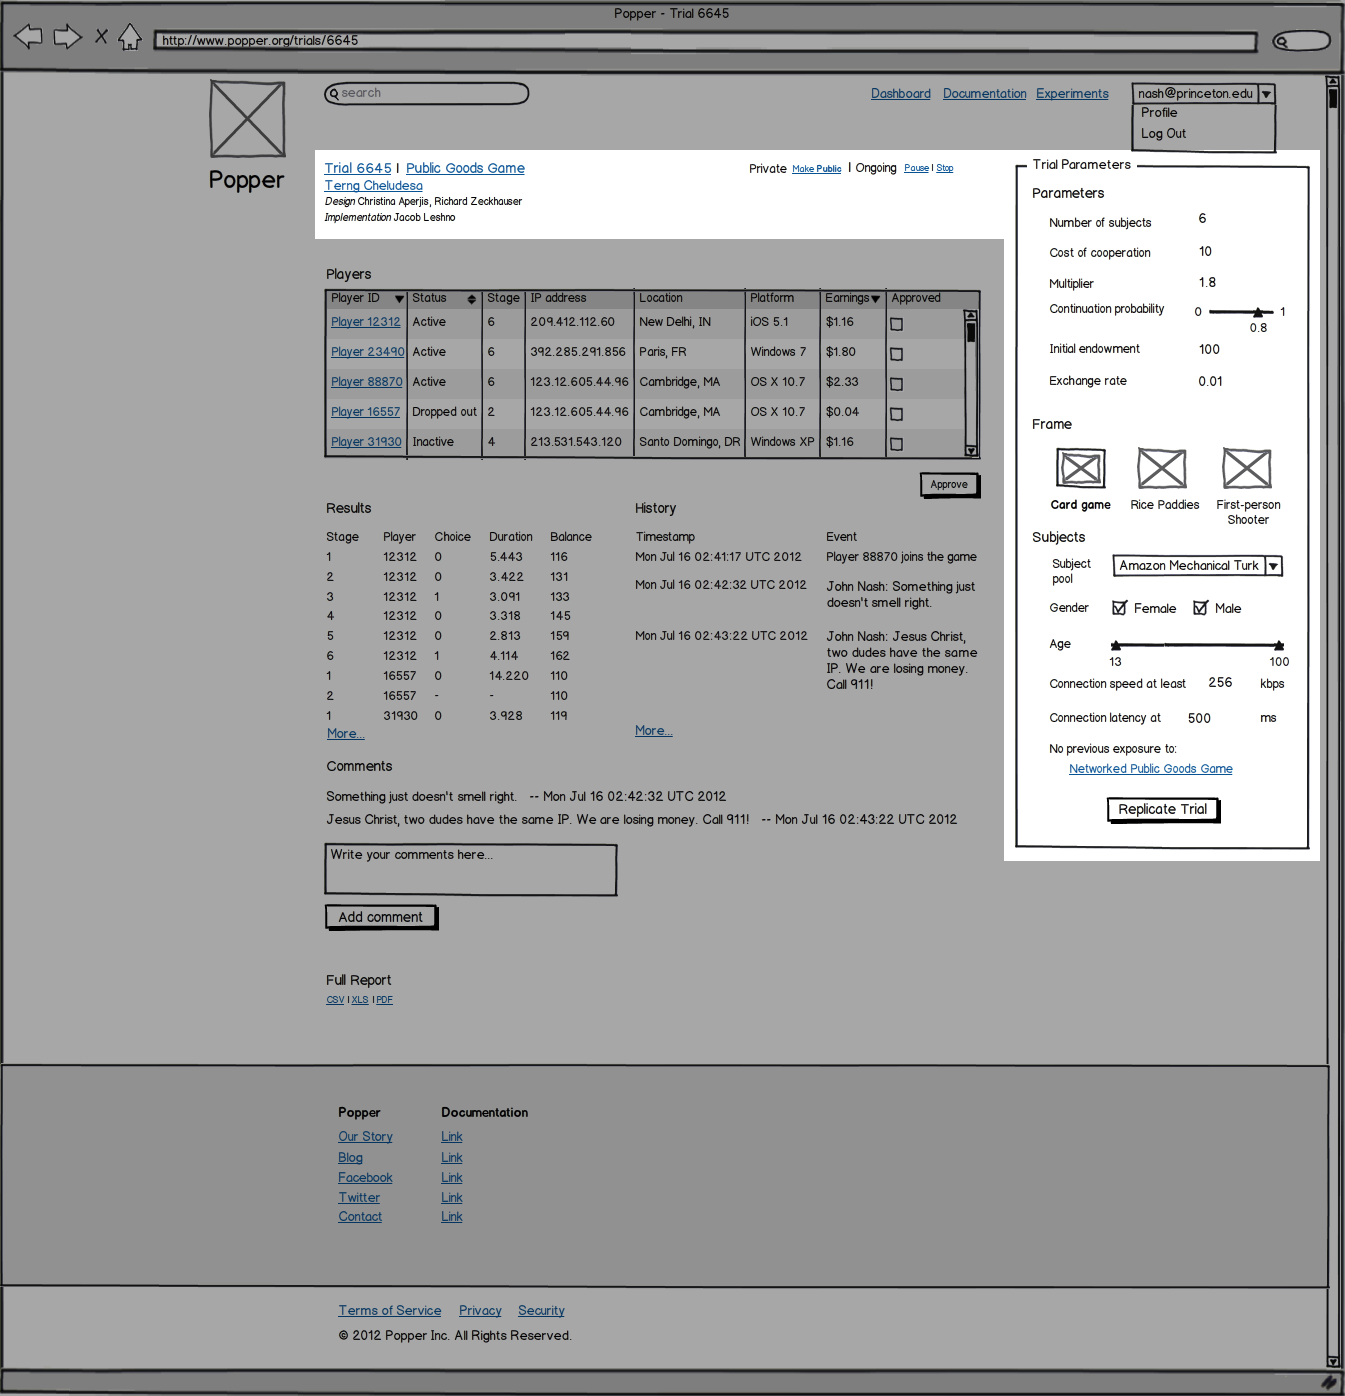 Popper - Trial 6645
http://www.popper.org/trials/6645
search
Dashboard Documentation Experiments
nash@princeton.edu
Profile
Log Out
Popper
Trial 6645 | Public Goods Game
Terng Cheludesa
Design Christina Aperjis, Richard Zeckhauser
Implementation Jacob Leshno
Private Make Public | Ongoing Pause | Stop
Players
Player ID Status Stage IP address Location Platform Earnings Approved
Player 12312 Active 6 209.412.112.60 New Delhi, IN iOS 5.1 $1.16
Player 23490 Active 6 392.285.291.856 Paris, FR Windows 7 $1.80
Player 88870 Active 6 123.12.605.44.96 Cambridge, MA OS X 10.7 $2.33
Player 16557 Dropped out 2 123.12.605.44.96 Cambridge, MA OS X 10.7 $0.04
Player 31930 Inactive 4 213.531.543.120 Santo Domingo, DR Windows XP $1.16
Approve
Results
Stage Player Choice Duration Balance
1 12312 0 5.443 116
2 12312 0 3.422 131
3 12312 1 3.091 133
4 12312 0 3.318 145
5 12312 0 2.813 159
6 12312 1 4.114 162
1 16557 0 14.220 110
2 16557 - - 110
1 31930 0 3.928 119
More...
History
Timestamp Event
Mon Jul 16 02:41:17 UTC 2012 Player 88870 joins the game
Mon Jul 16 02:42:32 UTC 2012 John Nash: Something just
doesn't smell right.
Mon Jul 16 02:43:22 UTC 2012 John Nash: Jesus Christ,
two dudes have the same
IP. We are losing money.
Call 911!
More...
Comments
Something just doesn't smell right. -- Mon Jul 16 02:42:32 UTC 2012
Jesus Christ, two dudes have the same IP. We are losing money. Call 911! -- Mon Jul 16 02:43:22 UTC 2012
Write your comments here...
Add comment
Full Report
CSV | XLS | PDF
Trial Parameters
Parameters
Number of subjects 6
Cost of cooperation 10
Multiplier 1.8
Continuation probability 0 1
0.8
Initial endowment 100
Exchange rate 0.01
Frame
Card game Rice Paddies First-person
Shooter
Subjects
Subject
pool
Amazon Mechanical Turk
Gender Female Male
Age
13 100
Connection speed at least 256 kbps
Connection latency at 500 ms
No previous exposure to:
Networked Public Goods Game
Replicate Trial
Popper Documentation
Our Story Link
Blog Link
Facebook Link
Twitter Link
Contact Link
Terms of Service Privacy Security
© 2012 Popper Inc. All Rights Reserved.